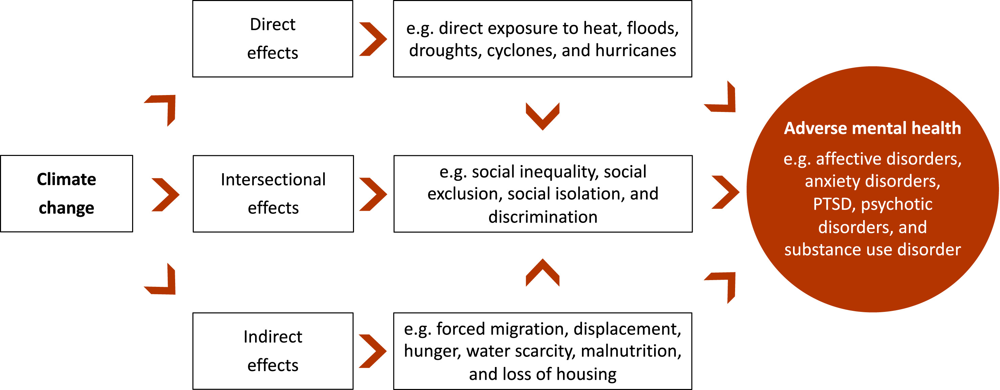 Direct
effects
e.g. direct exposure to heat, floods,
droughts, cyclones, and hurricanes
Climate
change
Intersectional
effects
e.g. social inequality, social
exclusion, social isolation, and
discrimination
Indirect
effects
e.g. forced migration, displacement,
hunger, water scarcity, malnutrition,
and loss of housing
Adverse mental health
e.g. affective disorders,
anxiety disorders,
PTSD, psychotic
disorders, and
substance use disorder